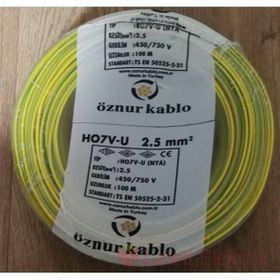 TİP :HO7V-U (NYA)
KESİT(mm²):2.5
GERİLİM :450/750 V
UZUNLUK :100 M
STANDART:TS EN 50525-2-31
Made in Turkey
öznur kablo
HO7V-U 2.5 mm²
TİP :HO7V-U (NYA)
KESİT(mm²):2.5
GERİLİM :450/750 V
UZUNLUK :100 M
STANDART:TS EN 50525-2-31
Made in Turkey
öznur kablo